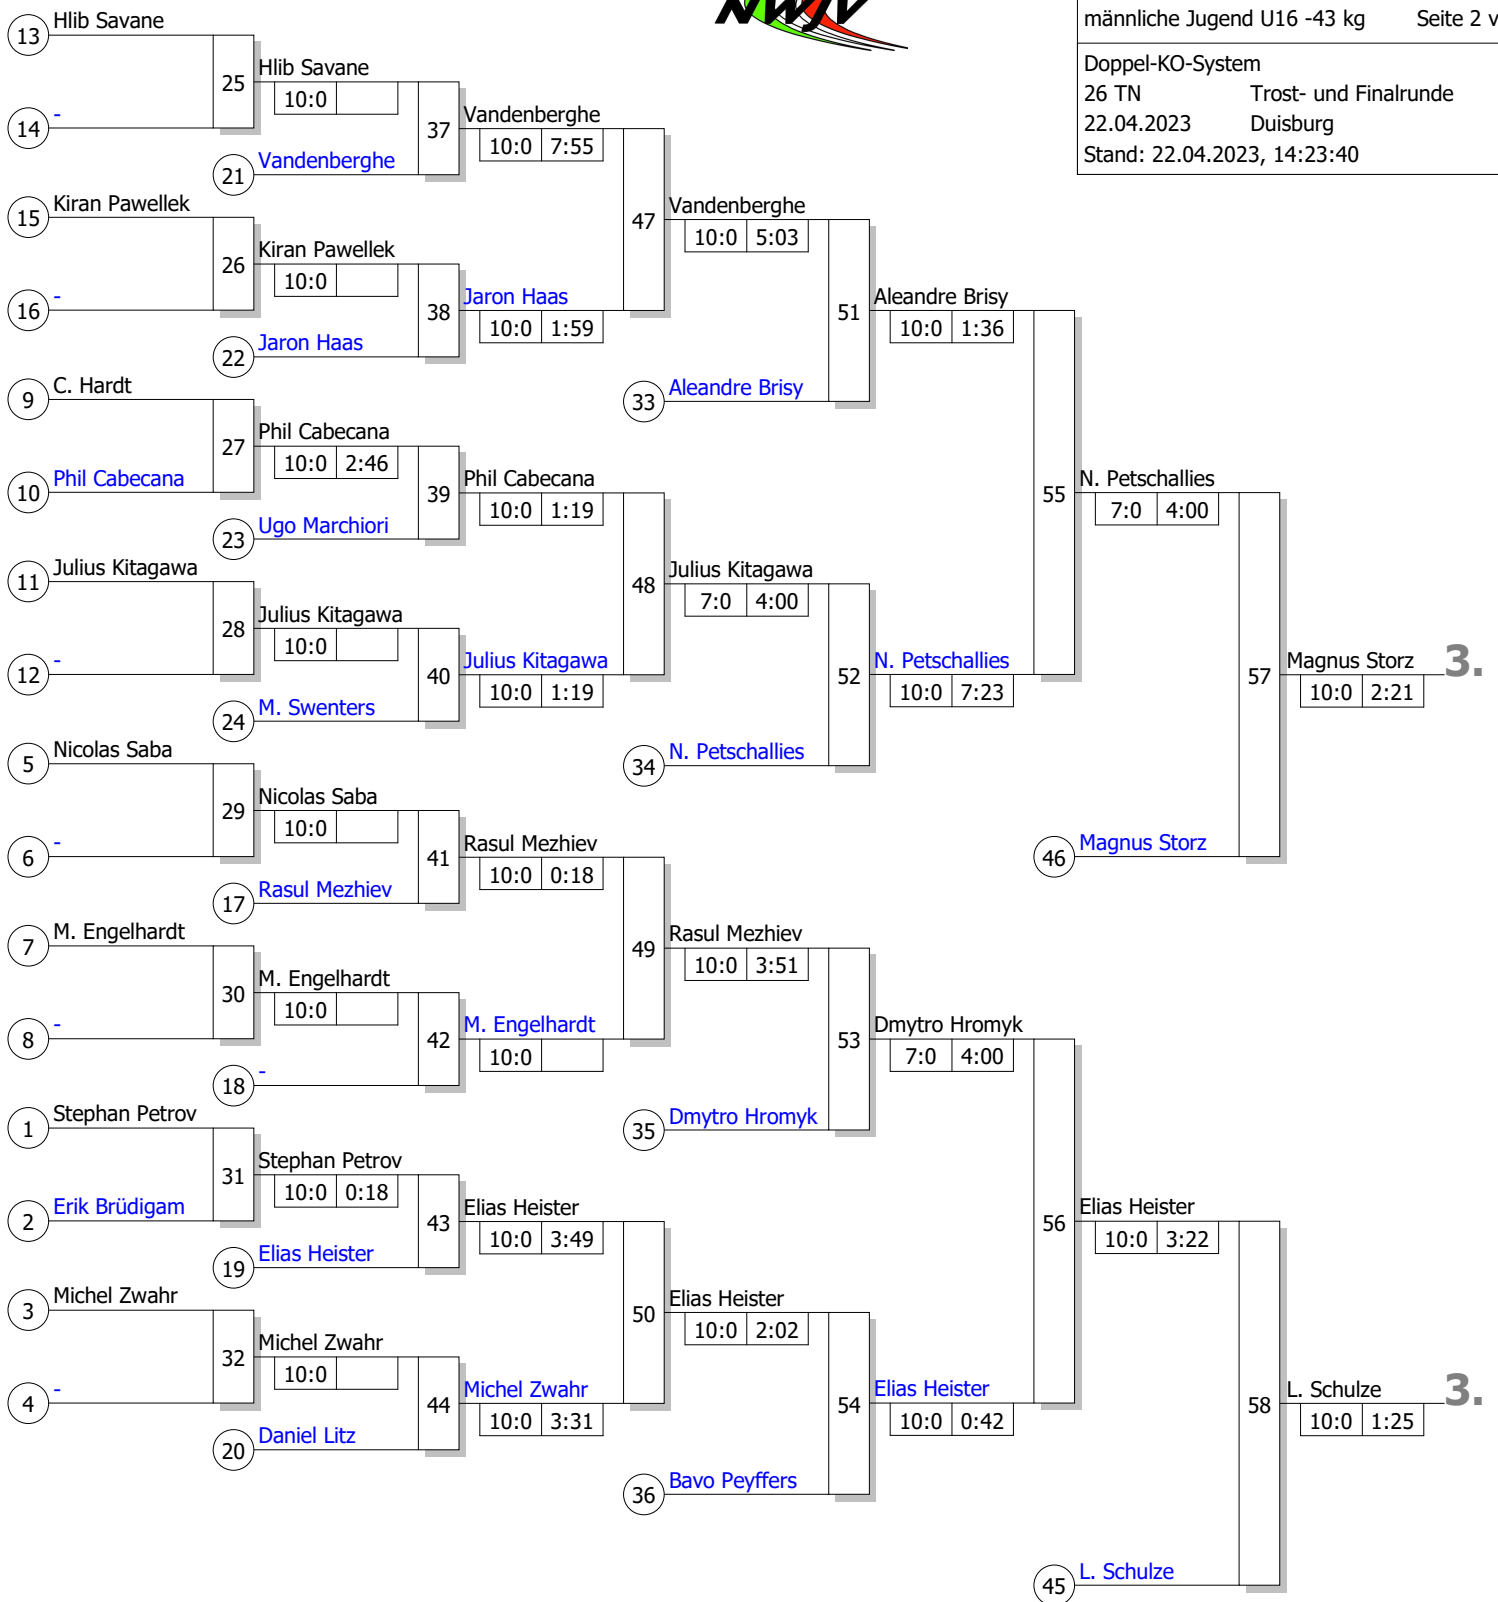 NWJV
männliche Jugend U16 -43 kg Seite 2 v
Doppel-KO-System
26 TN Trost- und Finalrunde
22.04.2023 Duisburg
Stand: 22.04.2023, 14:23:40
13 Hlib Savane
14 -
25
Hlib Savane
10:0
21 Vandenberghe
37
Vandenberghe
10:0 7:55
15 Kiran Pawellek
16 -
26
Kiran Pawellek
10:0
22 Jaron Haas
38
Jaron Haas
10:0 1:59
47
Vandenberghe
10:0 5:03
33 Aleandre Brisy
51
Aleandre Brisy
10:0 1:36
9 C. Hardt
10 Phil Cabecana
27
Phil Cabecana
10:0 2:46
23 Ugo Marchiori
39
Phil Cabecana
10:0 1:19
11 Julius Kitagawa
12 -
28
Julius Kitagawa
10:0
24 M. Swenters
40
Julius Kitagawa
10:0 1:19
48
Julius Kitagawa
7:0 4:00
34 N. Petschallies
52
N. Petschallies
10:0 7:23
55
N. Petschallies
7:0 4:00
46 Magnus Storz
57
Magnus Storz 3.
10:0 2:21
5 Nicolas Saba
6 -
29
Nicolas Saba
10:0
17 Rasul Mezhiev
41
Rasul Mezhiev
10:0 0:18
7 M. Engelhardt
8 -
30
M. Engelhardt
10:0
18 -
42
M. Engelhardt
10:0
49
Rasul Mezhiev
10:0 3:51
35 Dmytro Hromyk
53
Dmytro Hromyk
7:0 4:00
1 Stephan Petrov
2 Erik Brüdigam
31
Stephan Petrov
10:0 0:18
19 Elias Heister
43
Elias Heister
10:0 3:49
3 Michel Zwahr
4 -
32
Michel Zwahr
10:0
20 Daniel Litz
44
Michel Zwahr
10:0 3:31
50
Elias Heister
10:0 2:02
36 Bavo Peyffers
54
Elias Heister
10:0 0:42
56
Elias Heister
10:0 3:22
45 L. Schulze
58
L. Schulze 3.
10:0 1:25